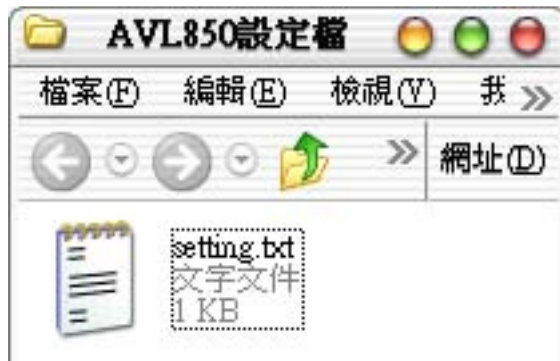 AVL850設定檔
檔案(F) 編輯(E) 檢視(V) 我
網址(D)
setting.txt
文字文件
1 KB